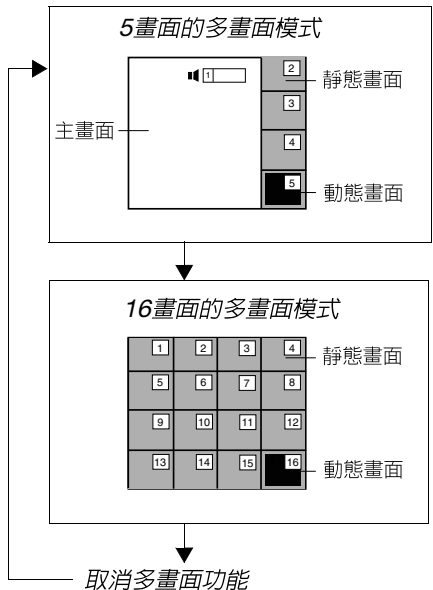 5畫面的多畫面模式
1
2
靜態畫面
3
主畫面
4
5
動態畫面
16畫面的多畫面模式
1 2 3 4
靜態畫面
5 6 7 8
9 10 11 12
13 14 15 16
動態畫面
取消多畫面功能